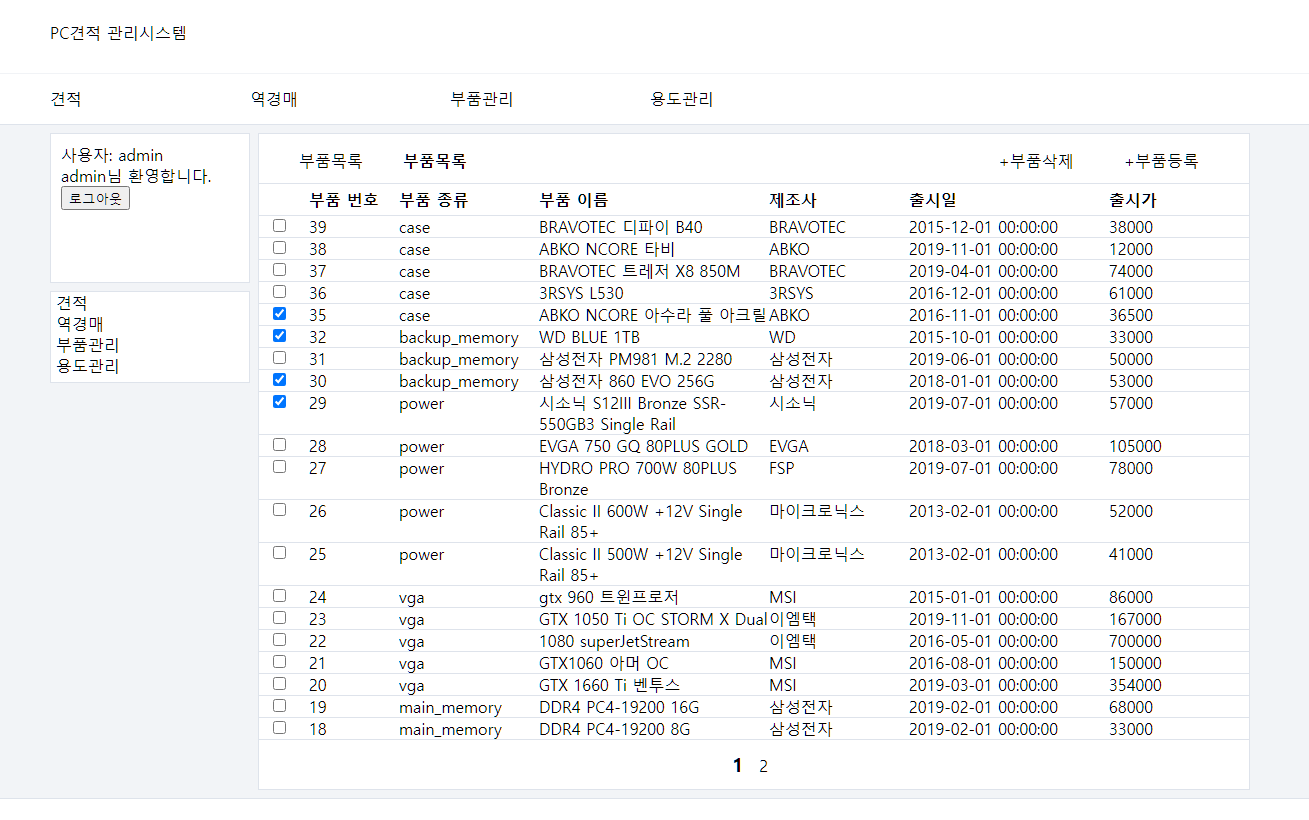 PC견적 관리시스템
견적 역경매 부품관리 용도관리
사용자: admin
admin님 환영합니다.
로그아웃
견적
역경매
부품관리
용도관리
부품목록 부품목록 +부품삭제 +부품등록
부품 번호 부품 종류 부품 이름 제조사 출시일 출시가
39 case BRAVOTEC 디파이 B40 BRAVOTEC 2015-12-01 00:00:00 38000
38 case ABKO NCORE 타비 ABKO 2019-11-01 00:00:00 12000
37 case BRAVOTEC 트레저 X8 850M BRAVOTEC 2019-04-01 00:00:00 74000
36 case 3RSYS L530 3RSYS 2016-12-01 00:00:00 61000
35 case ABKO NCORE 아수라 풀 아크릴 ABKO 2016-11-01 00:00:00 36500
32 backup_memory WD BLUE 1TB WD 2015-10-01 00:00:00 33000
31 backup_memory 삼성전자 PM981 M.2 2280 삼성전자 2019-06-01 00:00:00 50000
30 backup_memory 삼성전자 860 EVO 256G 삼성전자 2018-01-01 00:00:00 53000
29 power 시소닉 S12III Bronze SSR- 시소닉 2019-07-01 00:00:00 57000
550GB3 Single Rail
28 power EVGA 750 GQ 80PLUS GOLD EVGA 2018-03-01 00:00:00 105000
27 power HYDRO PRO 700W 80PLUS FSP 2019-07-01 00:00:00 78000
Bronze
26 power Classic II 600W +12V Single 마이크로닉스 2013-02-01 00:00:00 52000
Rail 85+
25 power Classic II 500W +12V Single 마이크로닉스 2013-02-01 00:00:00 41000
Rail 85+
24 vga gtx 960 트윈프로저 MSI 2015-01-01 00:00:00 86000
23 vga GTX 1050 Ti OC STORM X Dual 이엠택 2019-11-01 00:00:00 167000
22 vga 1080 superJetStream 이엠택 2016-05-01 00:00:00 700000
21 vga GTX1060 아머 OC MSI 2016-08-01 00:00:00 150000
20 vga GTX 1660 Ti 벤투스 MSI 2019-03-01 00:00:00 354000
19 main_memory DDR4 PC4-19200 16G 삼성전자 2019-02-01 00:00:00 68000
18 main_memory DDR4 PC4-19200 8G 삼성전자 2019-02-01 00:00:00 33000
1 2